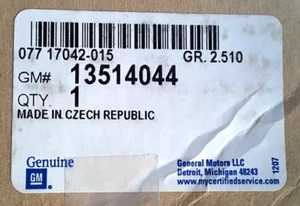 077 17042-015 GR. 2.510
GM# 13514044
QTY. 1
MADE IN CZECH REPUBLIC
Genuine
GM
General Motors LLC
Detroit, Michigan 48243
www.mycertifiedservice.com
1207